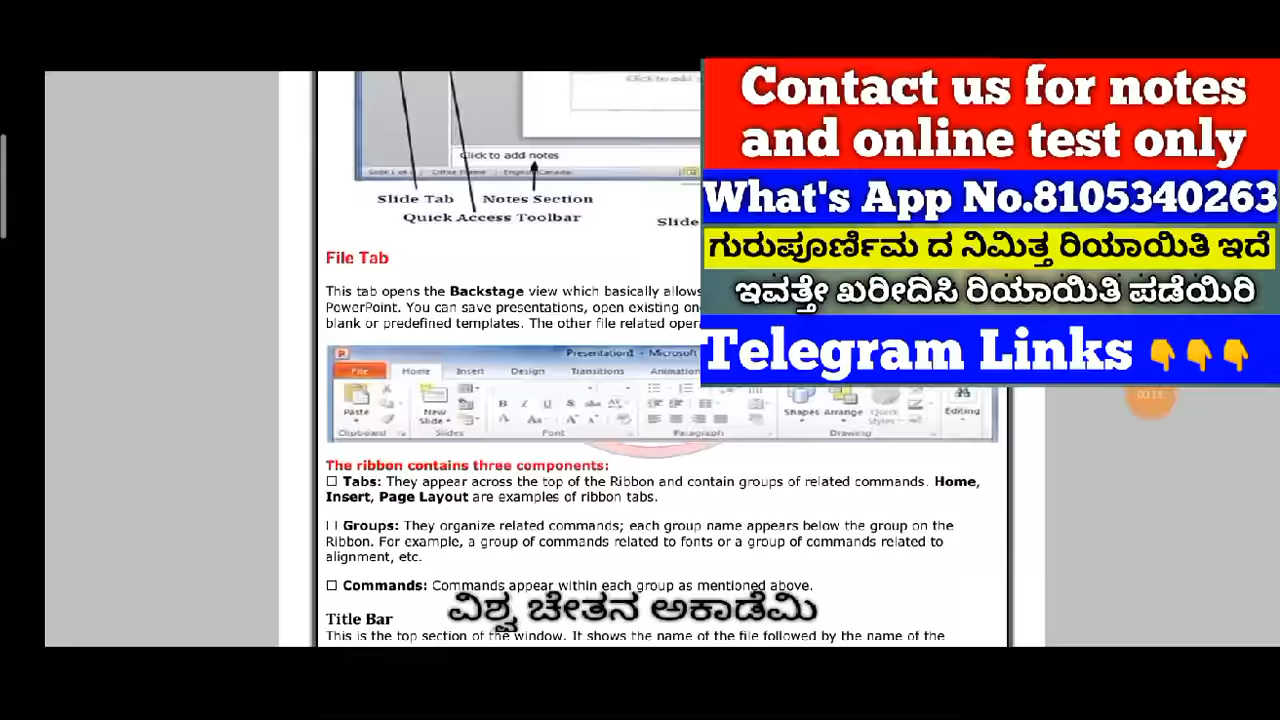 Click to add notes
Slide Tab
Notes Section
Quick Access Toolbar
Slide
File Tab
This tab opens the Backstage view which basically allows
PowerPoint. You can save presentations, open existing
blank or predefined templates. The other file related
Presentation1 - Microsoft
File Home Insert Design Transitions
Paste New Slide Shapes Arrange Quick Styles Editing
Clipboard Slides Font Paragraph Drawing
The ribbon contains three components:
☐ Tabs: They appear across the top of the Ribbon and contain groups of related commands. Home,
Insert, Page Layout are examples of ribbon tabs.
☐ Groups: They organize related commands; each group name appears below the group on the
Ribbon. For example, a group of commands related to fonts or a group of commands related to
alignment, etc.
☐ Commands: Commands appear within each group as mentioned above.
ವಿಶ್ವ ಚೇತನ ಅಕಾಡೆಮಿ
Title Bar
This is the top section of the window. It shows the name of the file followed by the name of the
Contact us for notes
and online test only
What's App No.8105340263
ಗುರುಪೂರ್ಣಿಮ ದ ನಿಮಿತ್ತ ರಿಯಾಯಿತಿ ಇದೆ
ಇವತ್ತೇ ಖರೀದಿಸಿ ರಿಯಾಯಿತಿ ಪಡೆಯಿರಿ
Telegram Links 👇👇👇